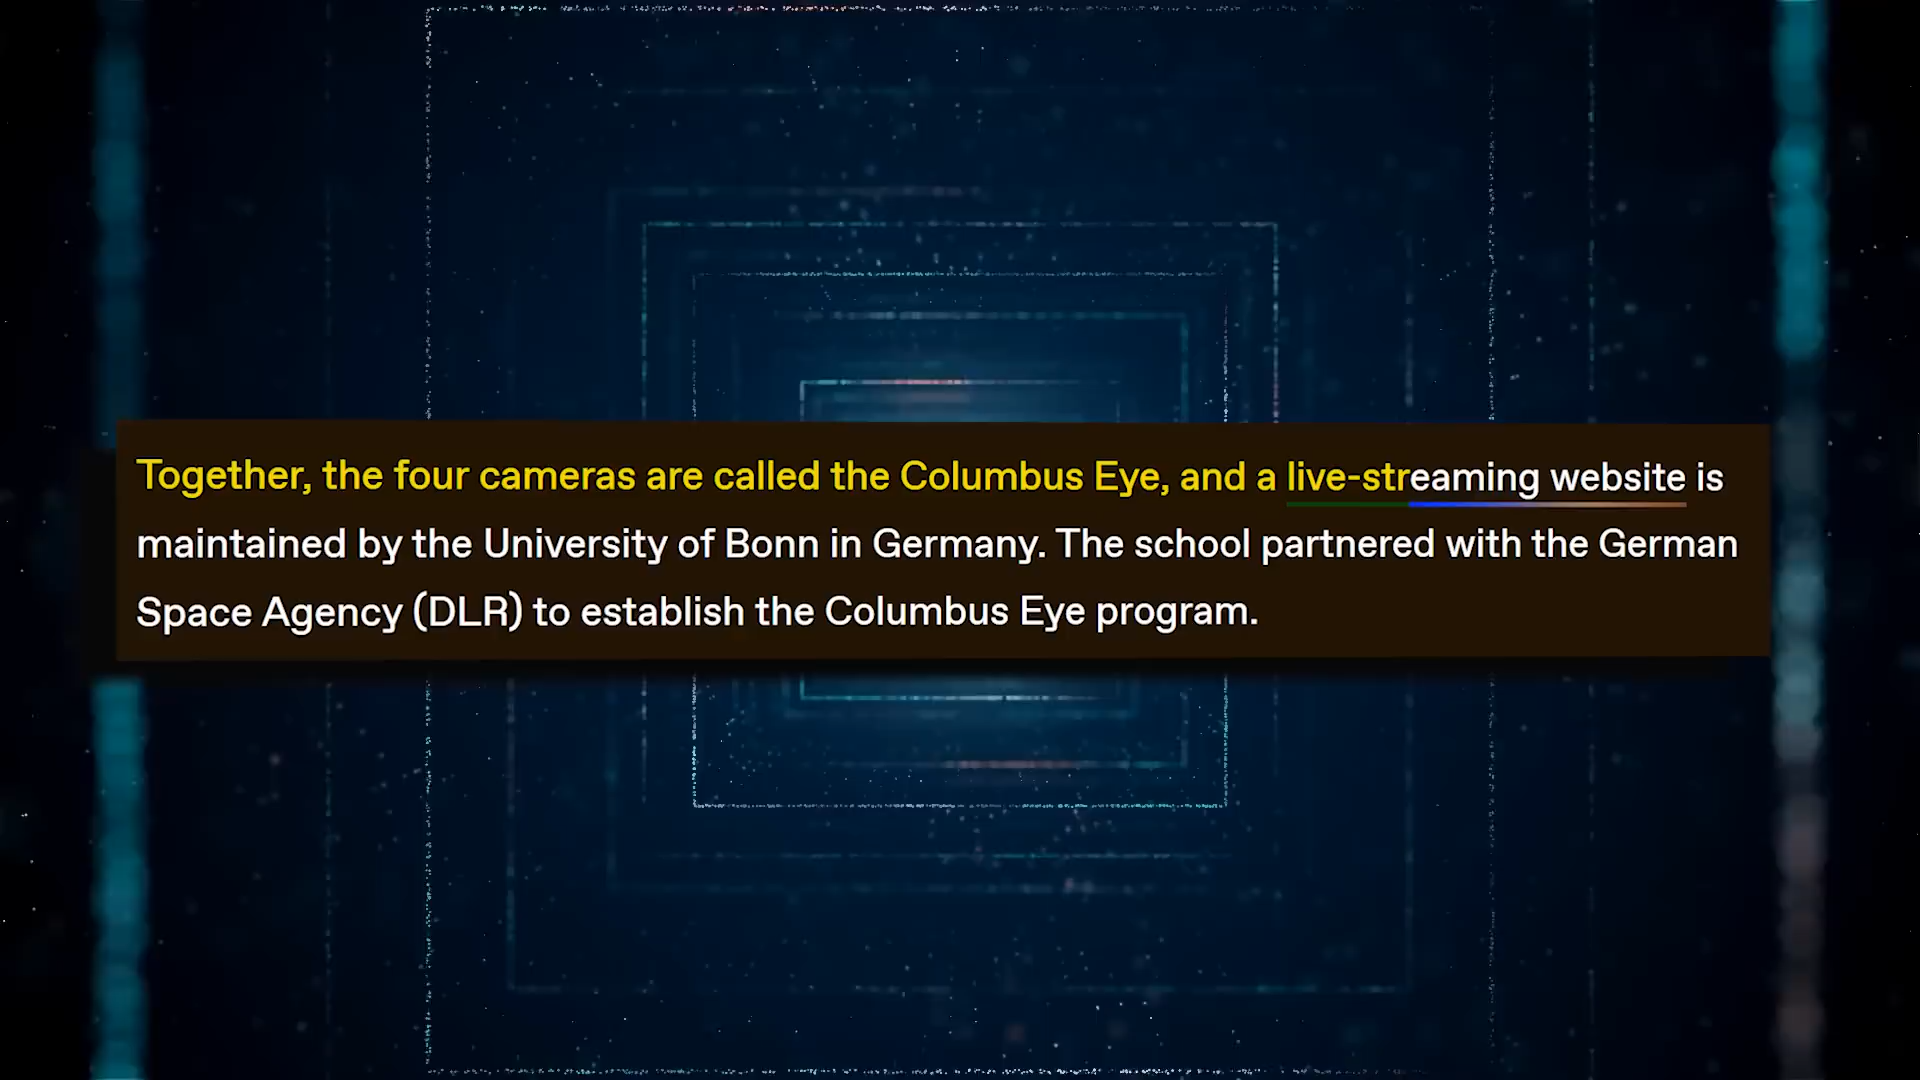 Together, the four cameras are called the Columbus Eye, and a live-streaming website is
maintained by the University of Bonn in Germany. The school partnered with the German
Space Agency (DLR) to establish the Columbus Eye program.